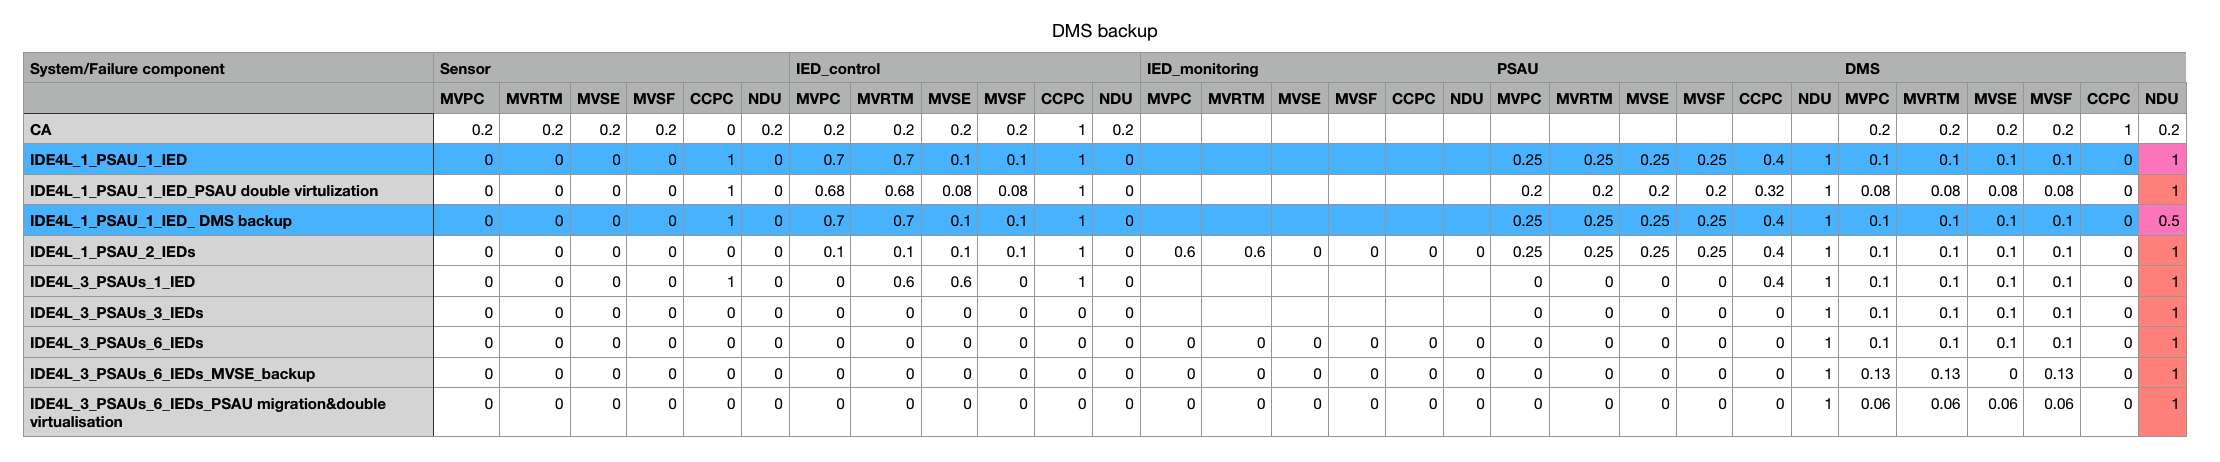 DMS backup
System/Failure component Sensor IED_control IED_monitoring PSAU DMS
MVPC MVRTM MVSE MVSF CCPC NDU MVPC MVRTM MVSE MVSF CCPC NDU MVPC MVRTM MVSE MVSF CCPC NDU MVPC MVRTM MVSE MVSF CCPC NDU MVPC MVRTM MVSE MVSF CCPC NDU
CA 0.2 0.2 0.2 0.2 0 0.2 0.2 0.2 0.2 0.2 1 0.2 0.2 0.2 0.2 0.2 1 0.2
IDE4L_1_PSAU_1_IED 0 0 0 0 1 0 0.7 0.7 0.1 0.1 1 0 0.25 0.25 0.25 0.25 0.4 1 0.1 0.1 0.1 0.1 0 1
IDE4L_1_PSAU_1_IED_PSAU double virtulization 0 0 0 0 1 0 0.68 0.68 0.08 0.08 1 0 0.2 0.2 0.2 0.2 0.32 1 0.08 0.08 0.08 0.08 0 1
IDE4L_1_PSAU_1_IED_ DMS backup 0 0 0 0 1 0 0.7 0.7 0.1 0.1 1 0 0.25 0.25 0.25 0.25 0.4 1 0.1 0.1 0.1 0.1 0 0.5
IDE4L_1_PSAU_2_IEDs 0 0 0 0 0 0 0.1 0.1 0.1 0.1 1 0 0.6 0.6 0 0 0 0 0.25 0.25 0.25 0.25 0.4 1 0.1 0.1 0.1 0.1 0 1
IDE4L_3_PSAUs_1_IED 0 0 0 0 1 0 0 0.6 0.6 0 1 0 0 0 0 0 0.4 1 0.1 0.1 0.1 0.1 0 1
IDE4L_3_PSAUs_3_IEDs 0 0 0 0 0 0 0 0 0 0 0 0 0 0 0 0 0 1 0.1 0.1 0.1 0.1 0 1
IDE4L_3_PSAUs_6_IEDs 0 0 0 0 0 0 0 0 0 0 0 0 0 0 0 0 0 0 0 0 0 0 0 1 0.1 0.1 0.1 0.1 0 1
IDE4L_3_PSAUs_6_IEDs_MVSE_backup 0 0 0 0 0 0 0 0 0 0 0 0 0 0 0 0 0 0 0 0 0 0 0 1 0.13 0.13 0 0.13 0 1
IDE4L_3_PSAUs_6_IEDs_PSAU migration&double 0 0 0 0 0 0 0 0 0 0 0 0 0 0 0 0 0 0 0 0 0 0 0 1 0.06 0.06 0.06 0.06 0 1
virtualisation